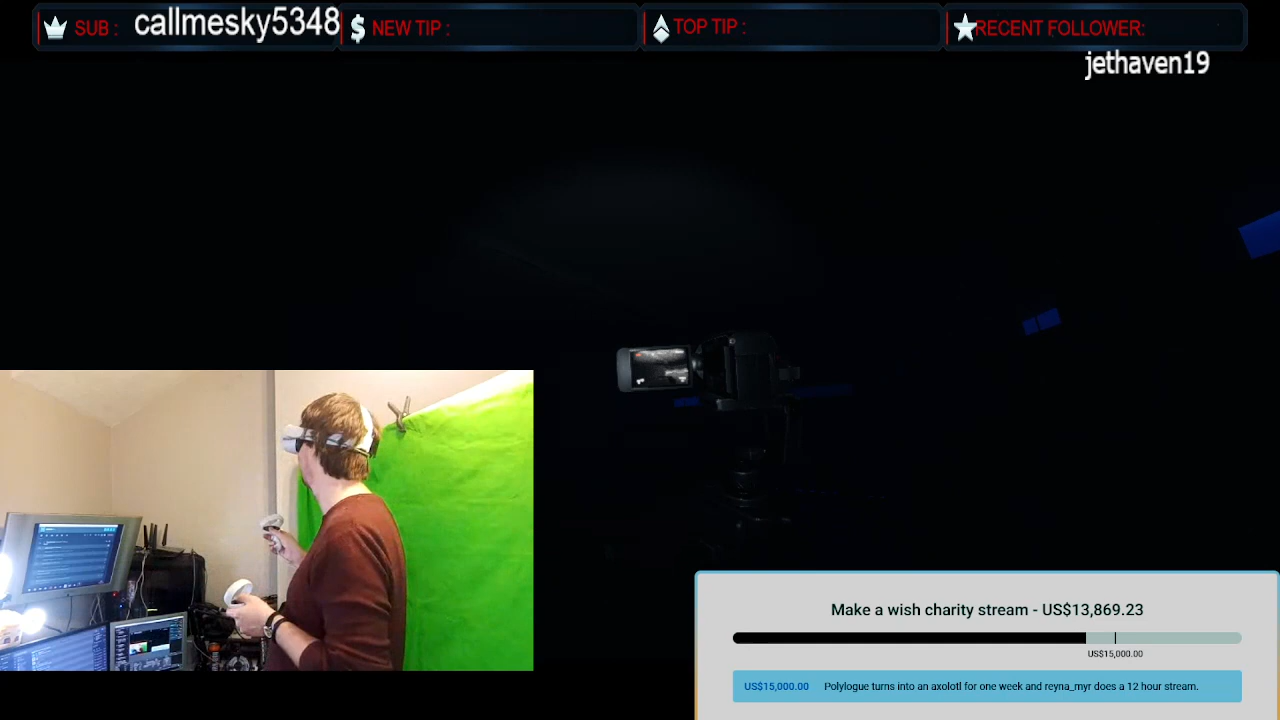 SUB : callmesky5348
NEW TIP :
TOP TIP :
RECENT FOLLOWER:
jethaven19
Make a wish charity stream - US$13,869.23
US$15,000.00
US$15,000.00 Polylogue turns into an axolotl for one week and reyna_myr does a 12 hour stream.